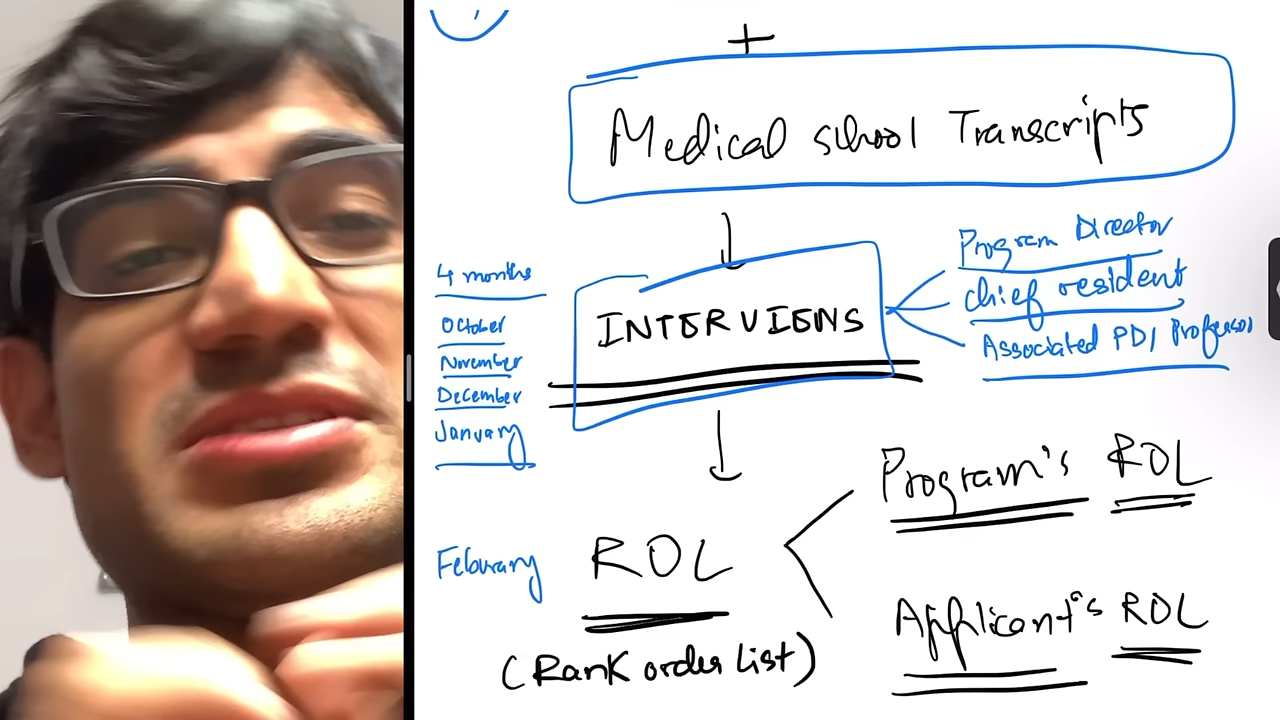 +
Medical school Transcripts
4 months
October
November
December
January
INTERVIEWS
Program Director
chief resident
Associated PD/ Professor
Program's ROL
Febuary ROL
(Rank order List)
Applicant's ROL